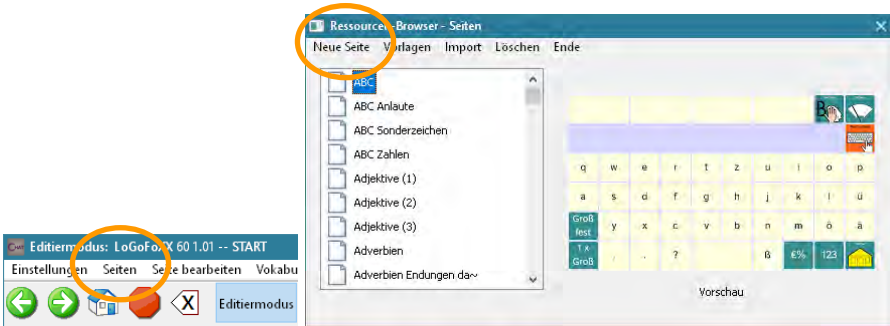 Ressourcen-Browser - Seiten
Neue Seite Vorlagen Import Löschen Ende
ABC
ABC Anlaute
ABC Sonderzeichen
ABC Zahlen
Adjektive (1)
Adjektive (2)
Adjektive (3)
Adverbien
Adverbien Endungen da~
q w e r t z u i o p
a s d f g h j k l ü
Groß fest y x c v b n m ö ä
1 x Groß , . ? ß €% 123
Vorschau
Editiermodus: LoGoFoXX 60 1.01 -- START
Einstellungen Seiten Seite bearbeiten Vokabu
X Editiermodus